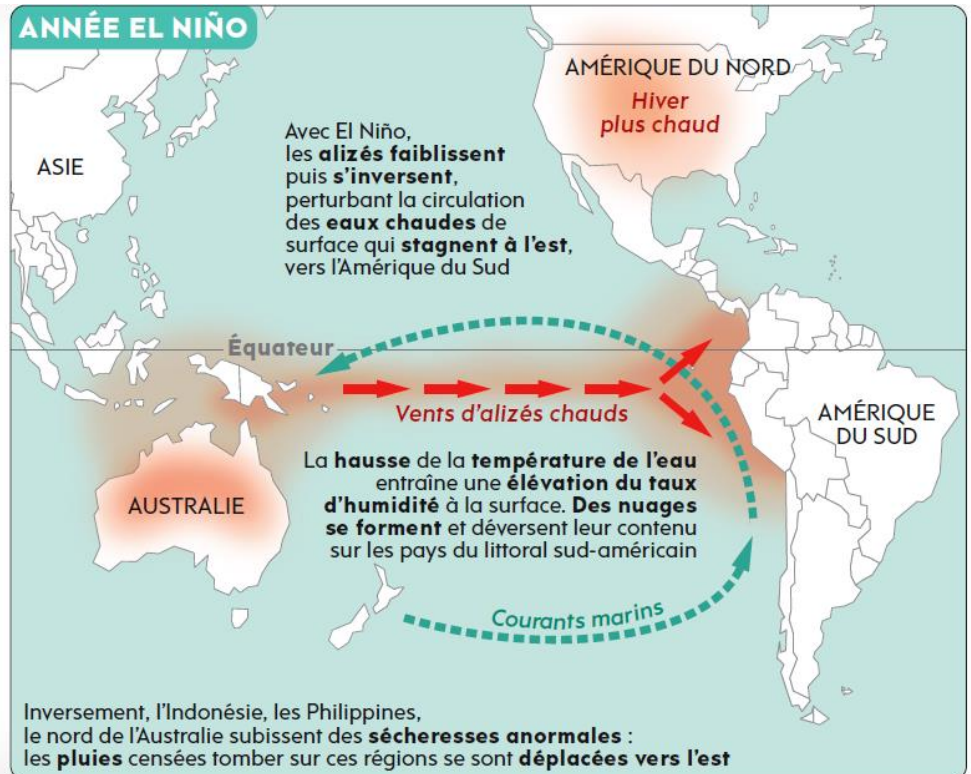 ANNÉE EL NIÑO
AMÉRIQUE DU NORD
Hiver
plus chaud
ASIE
Avec El Niño,
les alizés faiblissent
puis s'inversent,
perturbant la circulation
des eaux chaudes de
surface qui stagnent à l'est,
vers l'Amérique du Sud
Équateur
Vents d'alizés chauds
AMÉRIQUE
DU SUD
La hausse de la température de l'eau
entraîne une élévation du taux
d'humidité à la surface. Des nuages
se forment et déversent leur contenu
sur les pays du littoral sud-américain
AUSTRALIE
Courants marins
Inversement, l'Indonésie, les Philippines,
le nord de l'Australie subissent des sécheresses anormales :
les pluies censées tomber sur ces régions se sont déplacées vers l'est